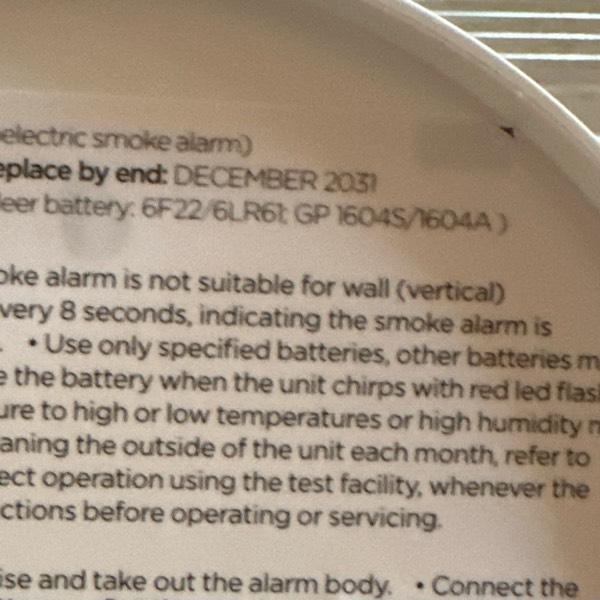 electric smoke alarm)
eplace by end: DECEMBER 2031
leer battery: 6F22/6LR61; GP 1604S/1604A )
oke alarm is not suitable for wall (vertical)
very 8 seconds, indicating the smoke alarm is
. • Use only specified batteries, other batteries m
e the battery when the unit chirps with red led flas
ure to high or low temperatures or high humidity m
aning the outside of the unit each month, refer to
ect operation using the test facility, whenever the
ctions before operating or servicing.
ise and take out the alarm body. • Connect the